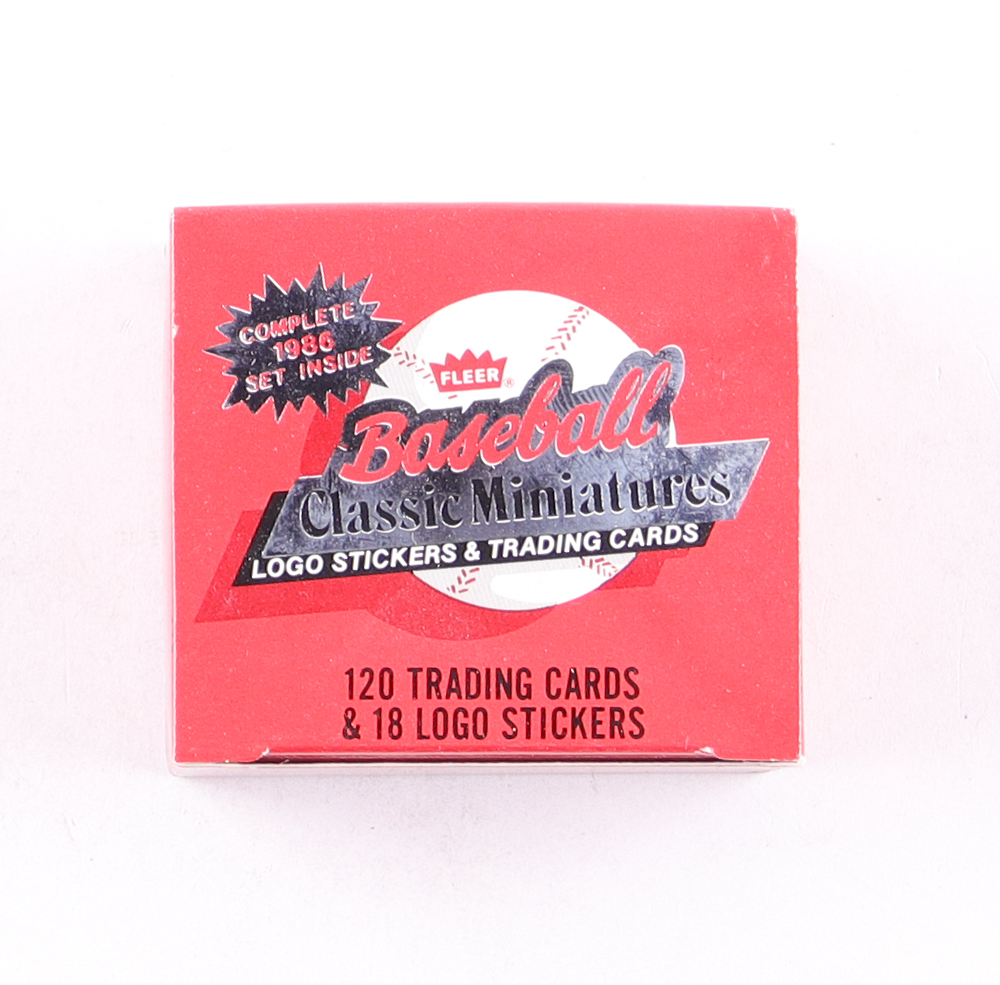 COMPLETE
1986
SET INSIDE
FLEER®
Baseball
Classic Miniatures
LOGO STICKERS & TRADING CARDS
120 TRADING CARDS
& 18 LOGO STICKERS